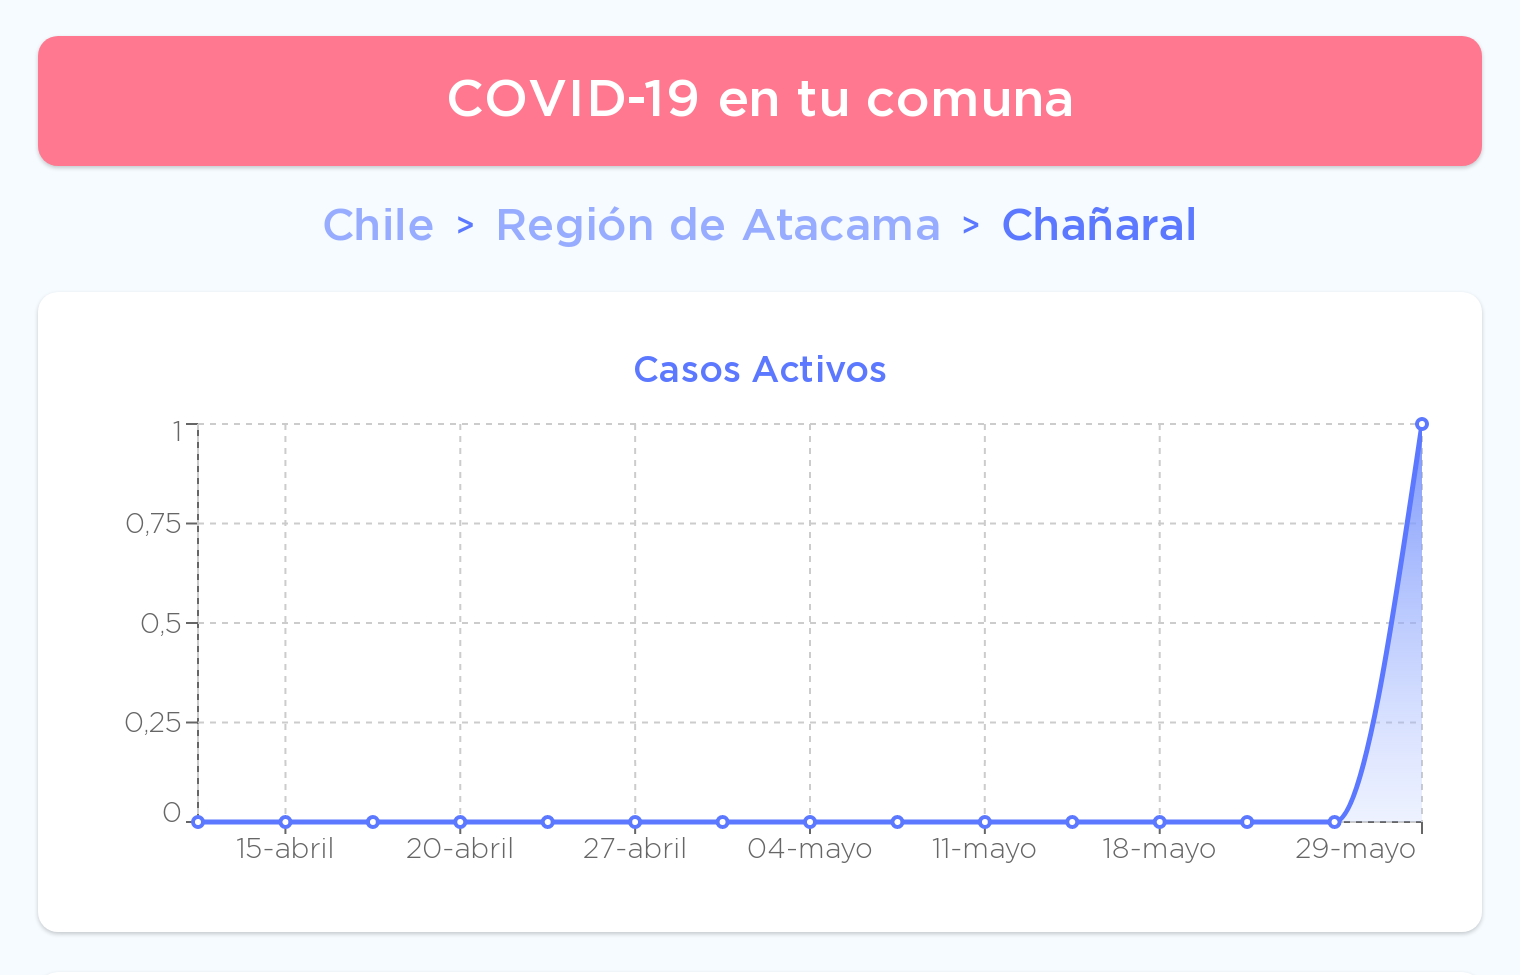 COVID-19 en tu comuna
Chile > Región de Atacama > Chañaral
Casos Activos
1
0,75
0,5
0,25
0
15-abril 20-abril 27-abril 04-mayo 11-mayo 18-mayo 29-mayo